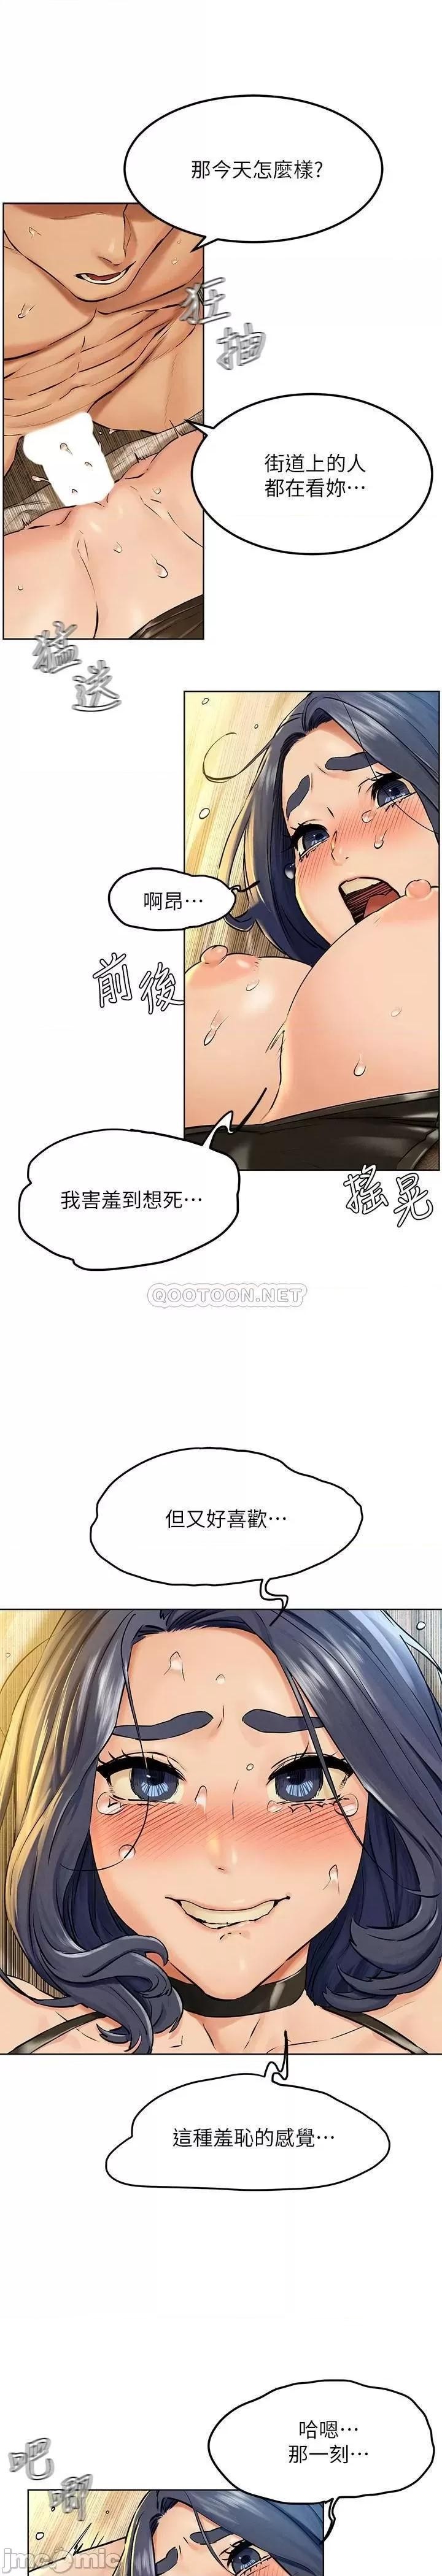 那今天怎麼樣?
狂
抽
街道上的人
都在看妳…
猛
送
啊昂…
前後
我害羞到想死…
搖晃
QOOTOON.NET
但又好喜歡…
這種羞恥的感覺…
哈嗯…
那一刻…
吧
唧
jmcomic